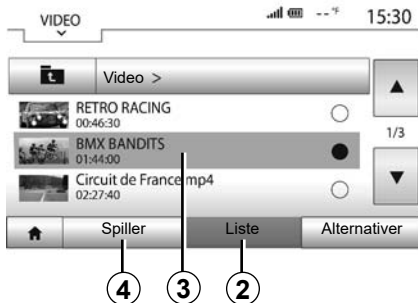 VIDEO
--°F
15:30
Video >
RETRO RACING
00:46:30
BMX BANDITS
01:44:00
1/3
Circuit de France mp4
02:27:40
Spiller
Liste
Alternativer
4
3
2